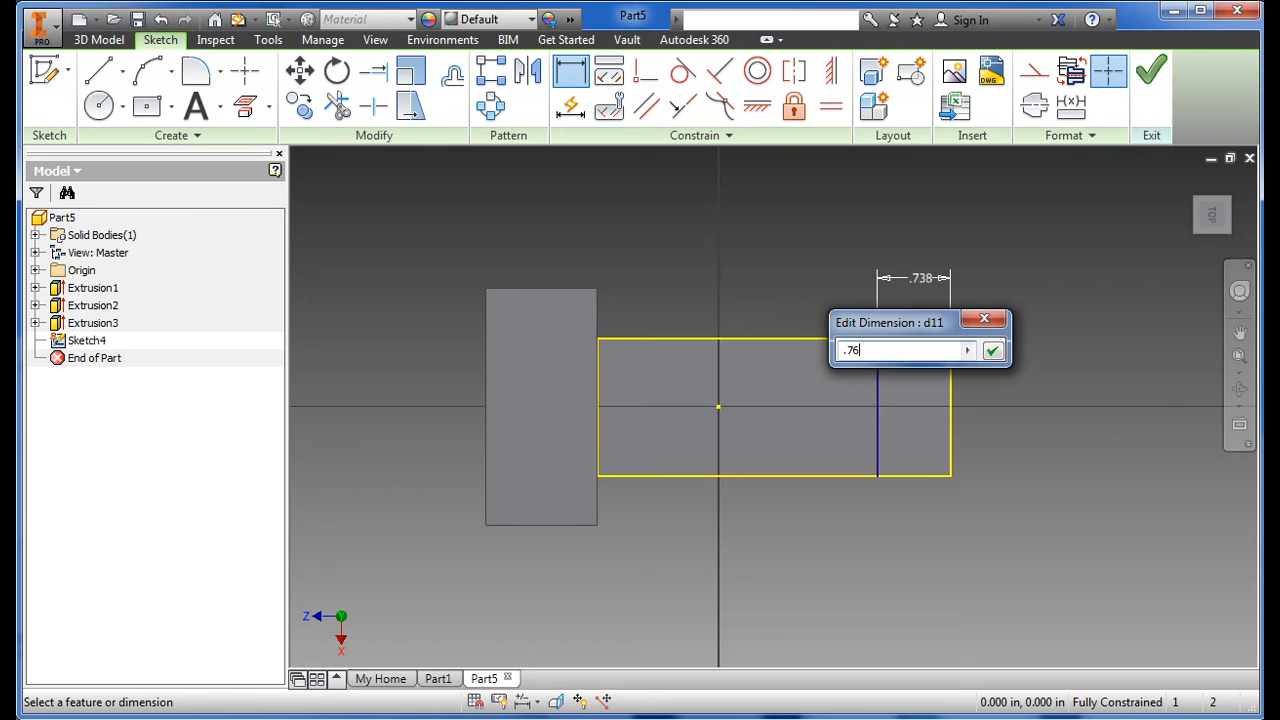 PRO
Material
Default
Part5
Sign In
3D Model
Sketch
Inspect
Tools
Manage
View
Environments
BIM
Get Started
Vault
Autodesk 360
Sketch
Create
Modify
Pattern
Constrain
Layout
Insert
Format
Exit
DWG
Model
Part5
Solid Bodies(1)
View: Master
Origin
Extrusion1
Extrusion2
Extrusion3
Sketch4
End of Part
.738
Edit Dimension : d11
.76
TOP
Z
X
My Home
Part1
Part5
Select a feature or dimension
0.000 in, 0.000 in
Fully Constrained
1
2